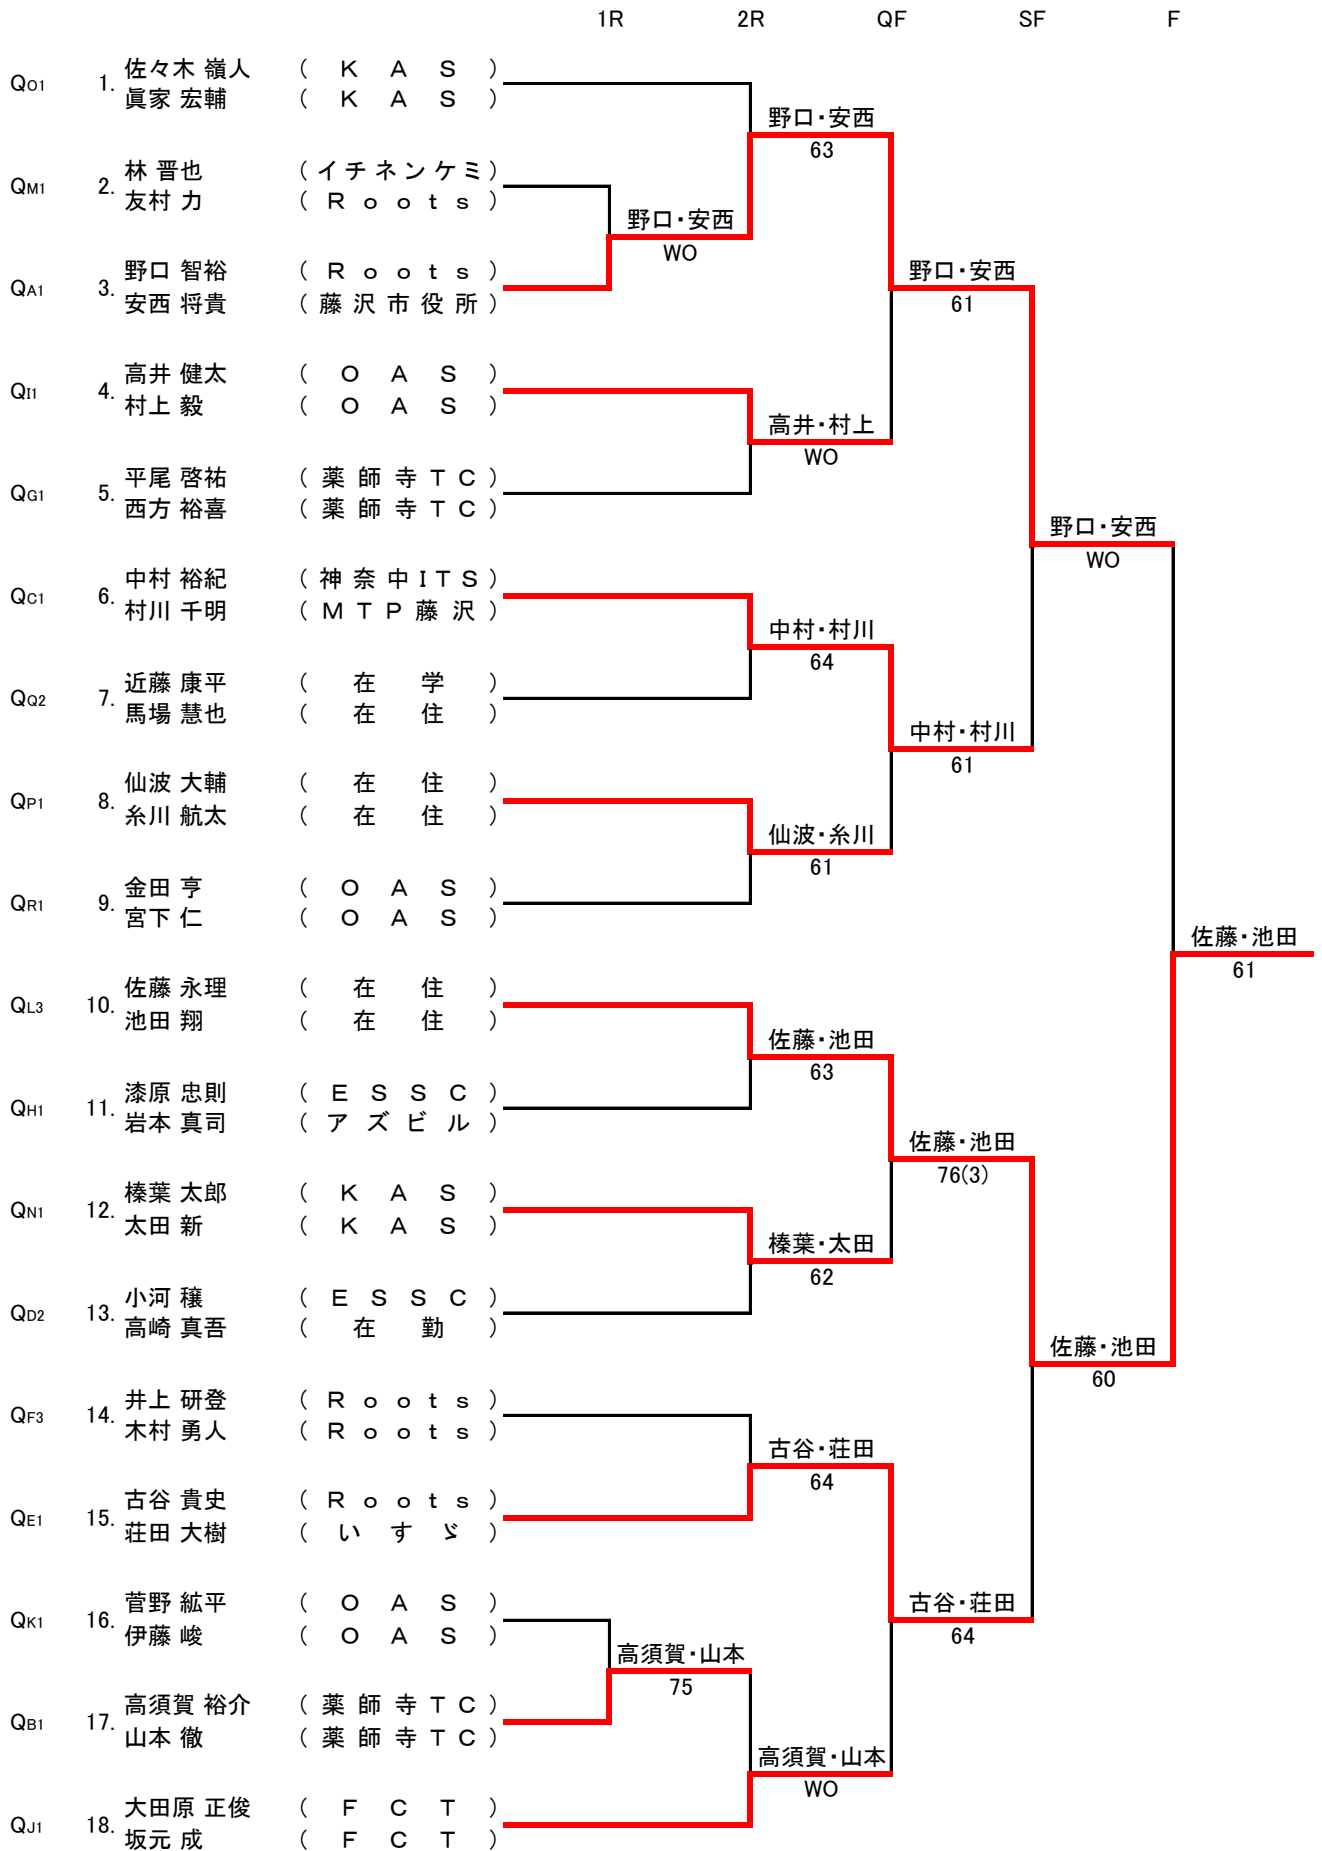 1R 2R QF SF F
QO1 1. 佐々木 嶺人 ( K A S )
眞家 宏輔 ( K A S )
野口・安西
63
QM1 2. 林 晋也 (イチネンケミ)
友村 力 ( R o o t s )
野口・安西
WO
QA1 3. 野口 智裕 ( R o o t s )
安西 将貴 ( 藤 沢 市 役 所 )
野口・安西
61
QI1 4. 高井 健太 ( O A S )
村上 毅 ( O A S )
高井・村上
WO
QG1 5. 平尾 啓祐 ( 薬 師 寺 T C )
西方 裕喜 ( 薬 師 寺 T C )
野口・安西
WO
QC1 6. 中村 裕紀 ( 神 奈 中 I T S )
村川 千明 ( M T P 藤 沢 )
中村・村川
64
QQ2 7. 近藤 康平 ( 在 学 )
馬場 慧也 ( 在 住 )
中村・村川
61
QP1 8. 仙波 大輔 ( 在 住 )
糸川 航太 ( 在 住 )
仙波・糸川
61
QR1 9. 金田 亨 ( O A S )
宮下 仁 ( O A S )
佐藤・池田
61
QL3 10. 佐藤 永理 ( 在 住 )
池田 翔 ( 在 住 )
佐藤・池田
63
QH1 11. 漆原 忠則 ( E S S C )
岩本 真司 ( ア ズ ビ ル )
佐藤・池田
76(3)
QN1 12. 榛葉 太郎 ( K A S )
太田 新 ( K A S )
榛葉・太田
62
QD2 13. 小河 穣 ( E S S C )
高崎 真吾 ( 在 勤 )
佐藤・池田
60
QF3 14. 井上 研登 ( R o o t s )
木村 勇人 ( R o o t s )
古谷・荘田
64
QE1 15. 古谷 貴史 ( R o o t s )
荘田 大樹 ( い す ゞ )
古谷・荘田
64
QK1 16. 菅野 紘平 ( O A S )
伊藤 峻 ( O A S )
高須賀・山本
75
QB1 17. 高須賀 裕介 ( 薬 師 寺 T C )
山本 徹 ( 薬 師 寺 T C )
高須賀・山本
WO
QJ1 18. 大田原 正俊 ( F C T )
坂元 成 ( F C T )